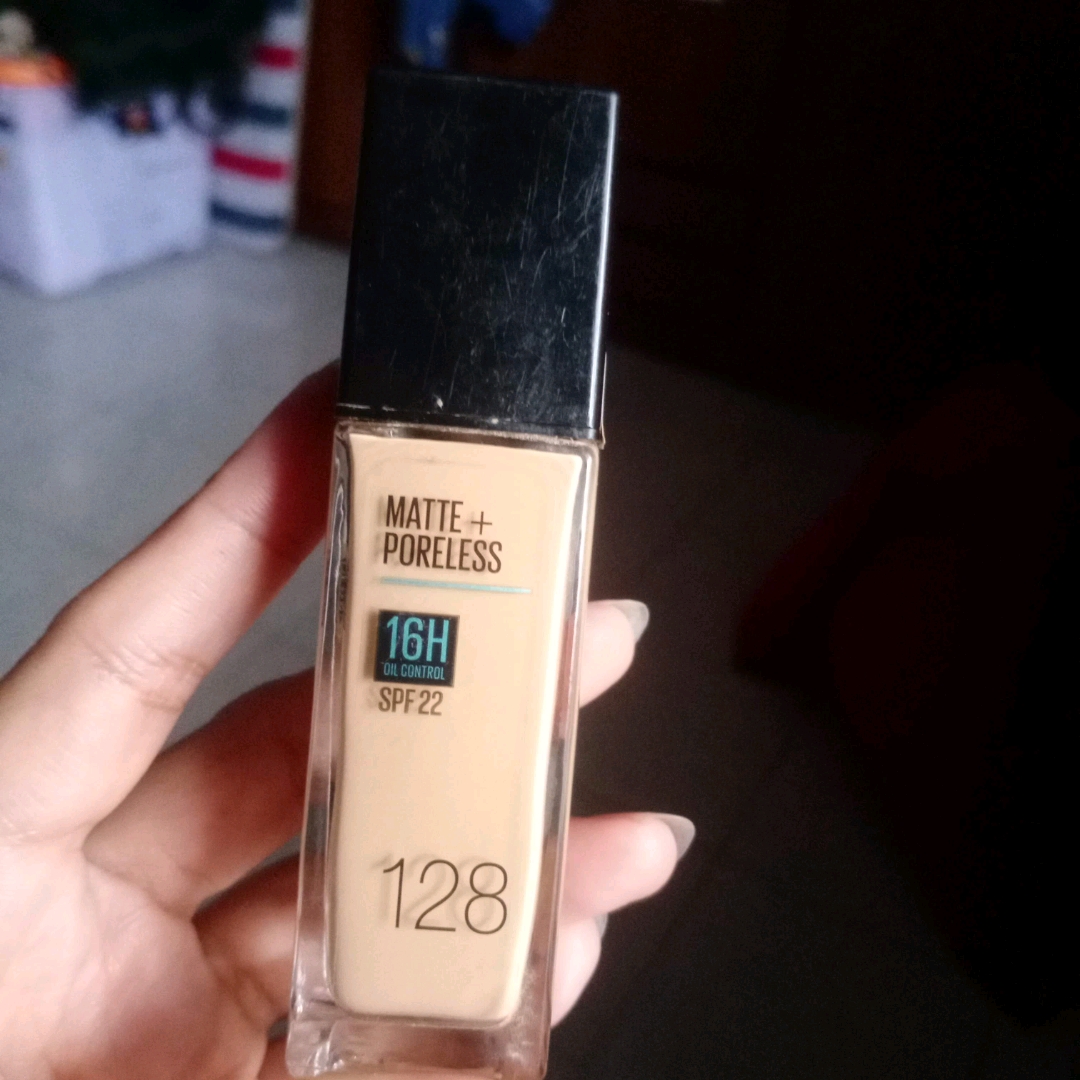 MATTE +
PORELESS
16H
OIL CONTROL
SPF 22
128